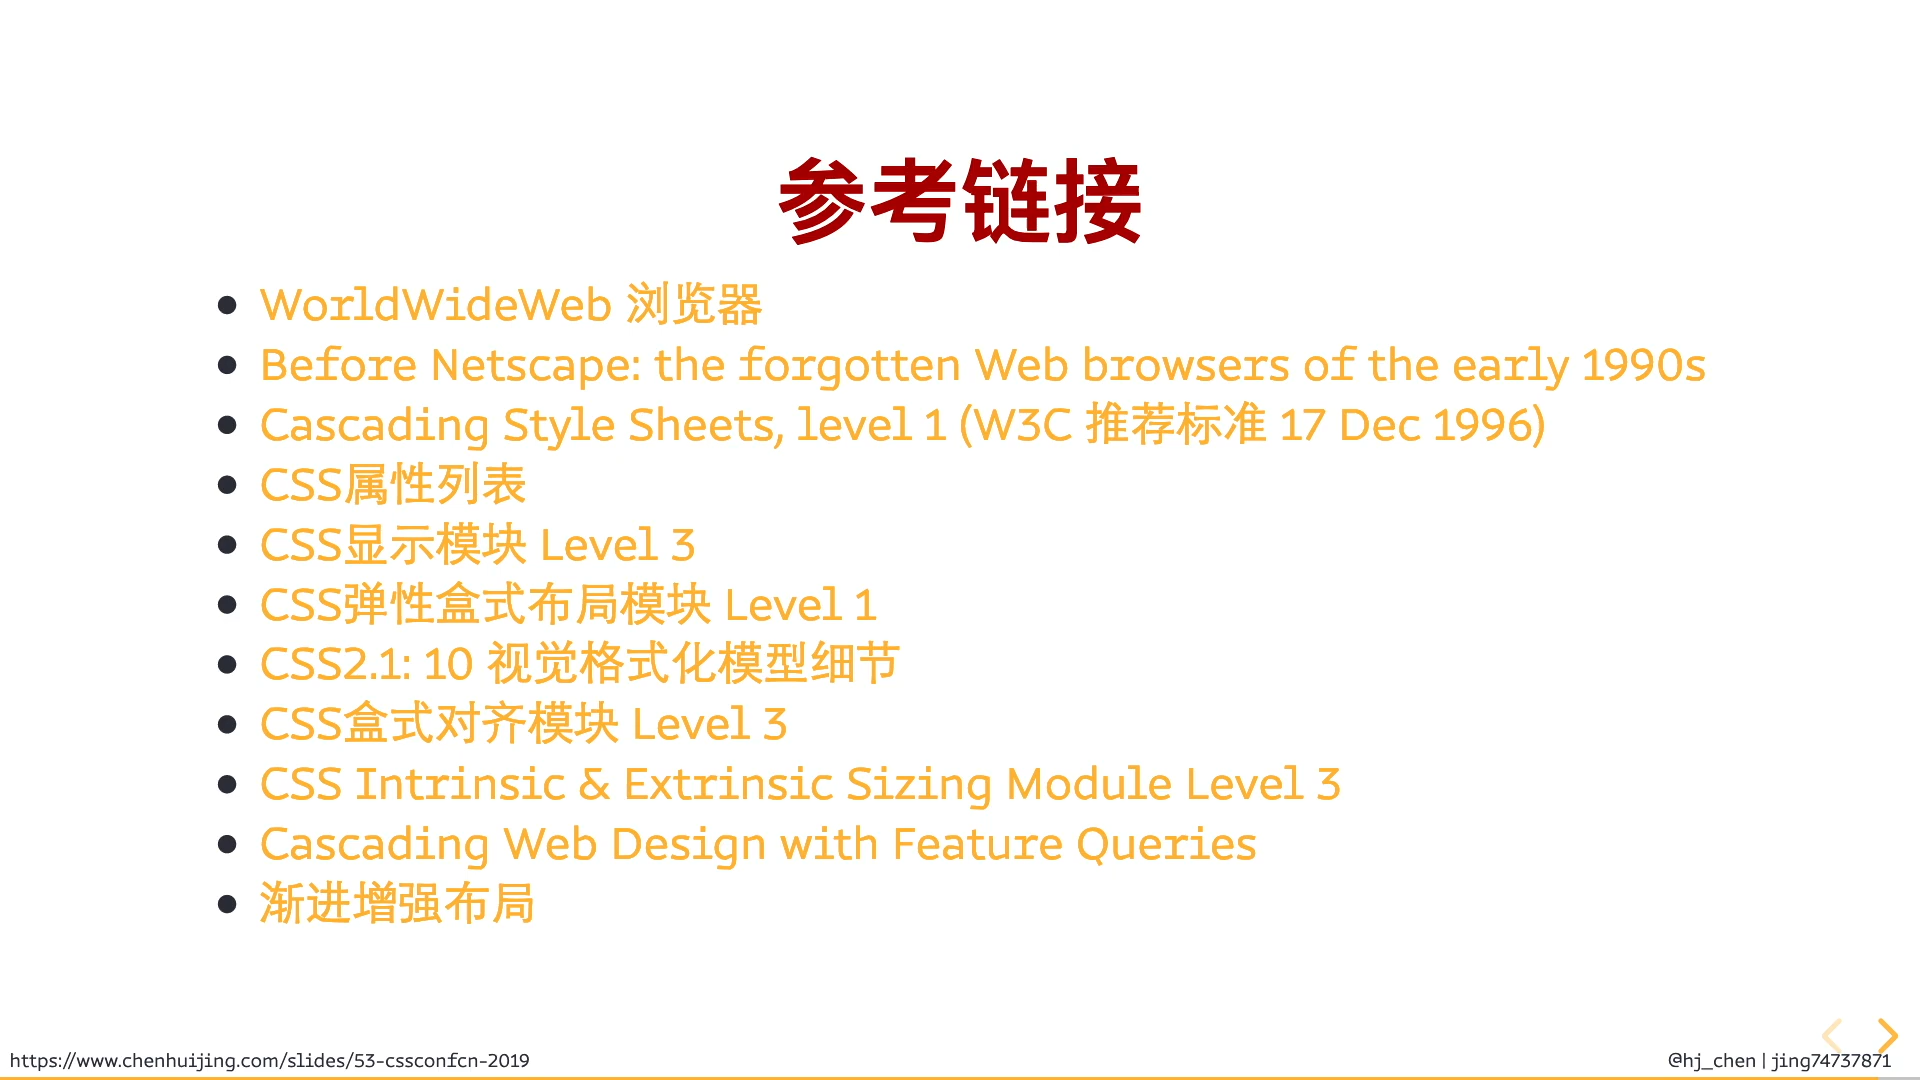 参考链接
WorldWideWeb 浏览器
Before Netscape: the forgotten Web browsers of the early 1990s
Cascading Style Sheets, level 1 (W3C 推荐标准 17 Dec 1996)
CSS属性列表
CSS显示模块 Level 3
CSS弹性盒式布局模块 Level 1
CSS2.1: 10 视觉格式化模型细节
CSS盒式对齐模块 Level 3
CSS Intrinsic & Extrinsic Sizing Module Level 3
Cascading Web Design with Feature Queries
渐进增强布局
https://www.chenhuijing.com/slides/53-cssconfcn-2019
@hj_chen | jing74737871